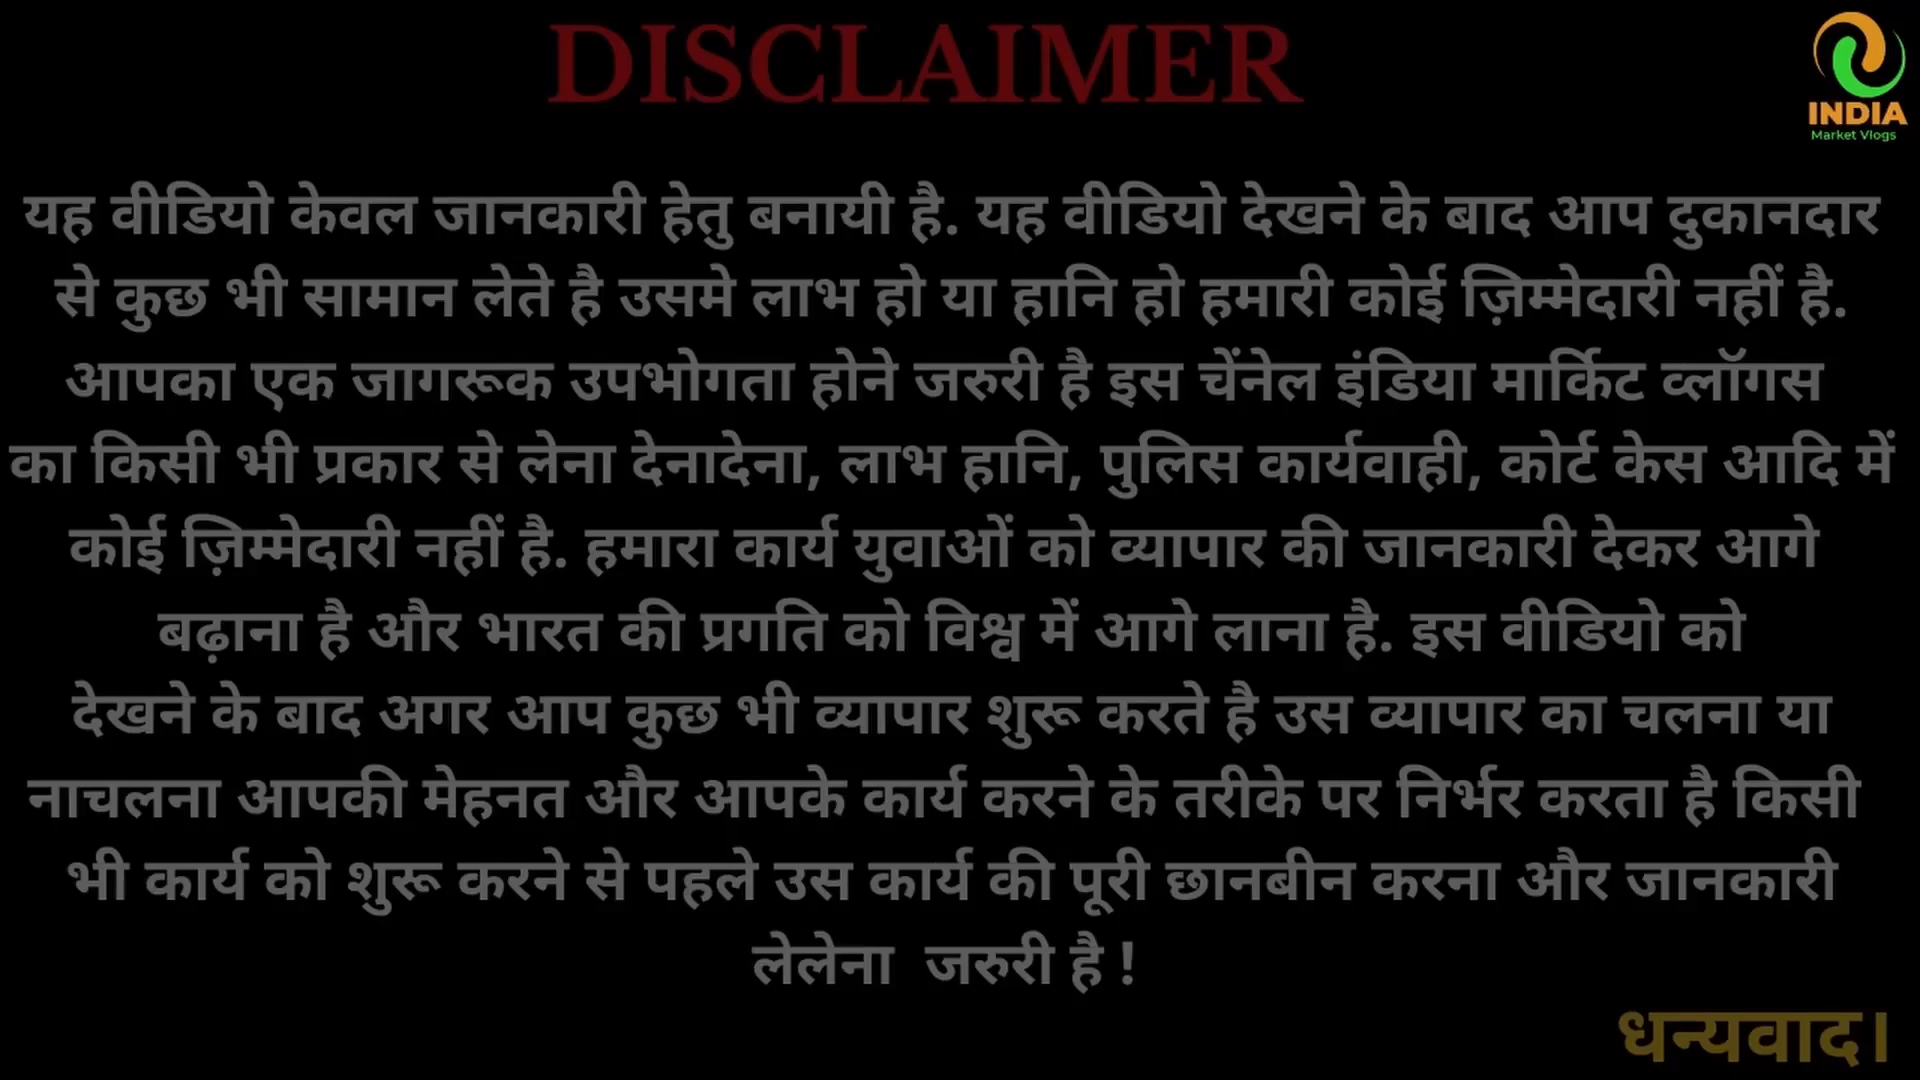 DISCLAIMER
INDIA
Market Vlogs
यह वीडियो केवल जानकारी हेतु बनायी है. यह वीडियो देखने के बाद आप दुकानदार
से कुछ भी सामान लेते है उसमे लाभ हो या हानि हो हमारी कोई ज़िम्मेदारी नहीं है.
आपका एक जागरूक उपभोगता होने जरुरी है इस चेंनेल इंडिया मार्किट व्लॉगस
का किसी भी प्रकार से लेना देनादेना, लाभ हानि, पुलिस कार्यवाही, कोर्ट केस आदि में
कोई ज़िम्मेदारी नहीं है. हमारा कार्य युवाओं को व्यापार की जानकारी देकर आगे
बढ़ाना है और भारत की प्रगति को विश्व में आगे लाना है. इस वीडियो को
देखने के बाद अगर आप कुछ भी व्यापार शुरू करते है उस व्यापार का चलना या
नाचलना आपकी मेहनत और आपके कार्य करने के तरीके पर निर्भर करता है किसी
भी कार्य को शुरू करने से पहले उस कार्य की पूरी छानबीन करना और जानकारी
लेलेना जरुरी है !
धन्यवाद।